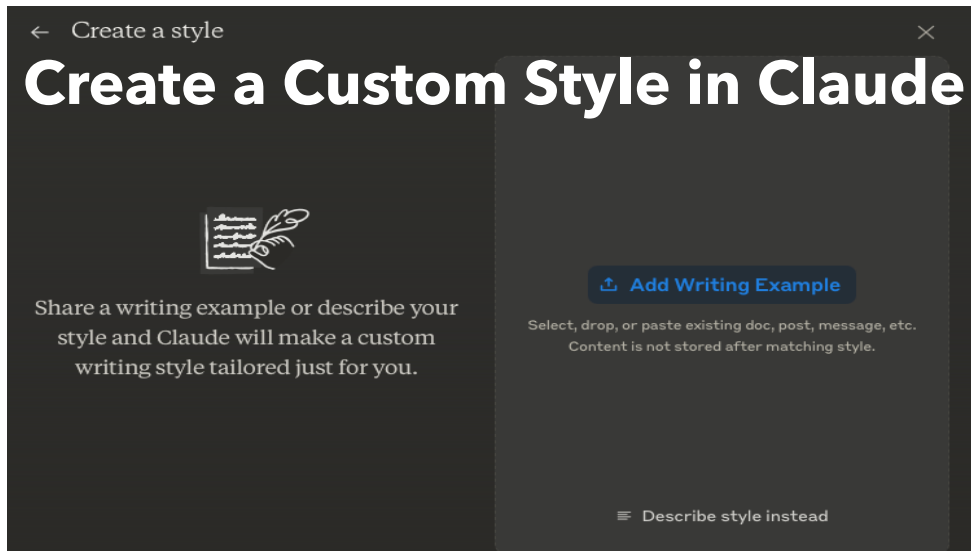 Create a style
Create a Custom Style in Claude
Share a writing example or describe your
style and Claude will make a custom
writing style tailored just for you.
Add Writing Example
Select, drop, or paste existing doc, post, message, etc.
Content is not stored after matching style.
Describe style instead